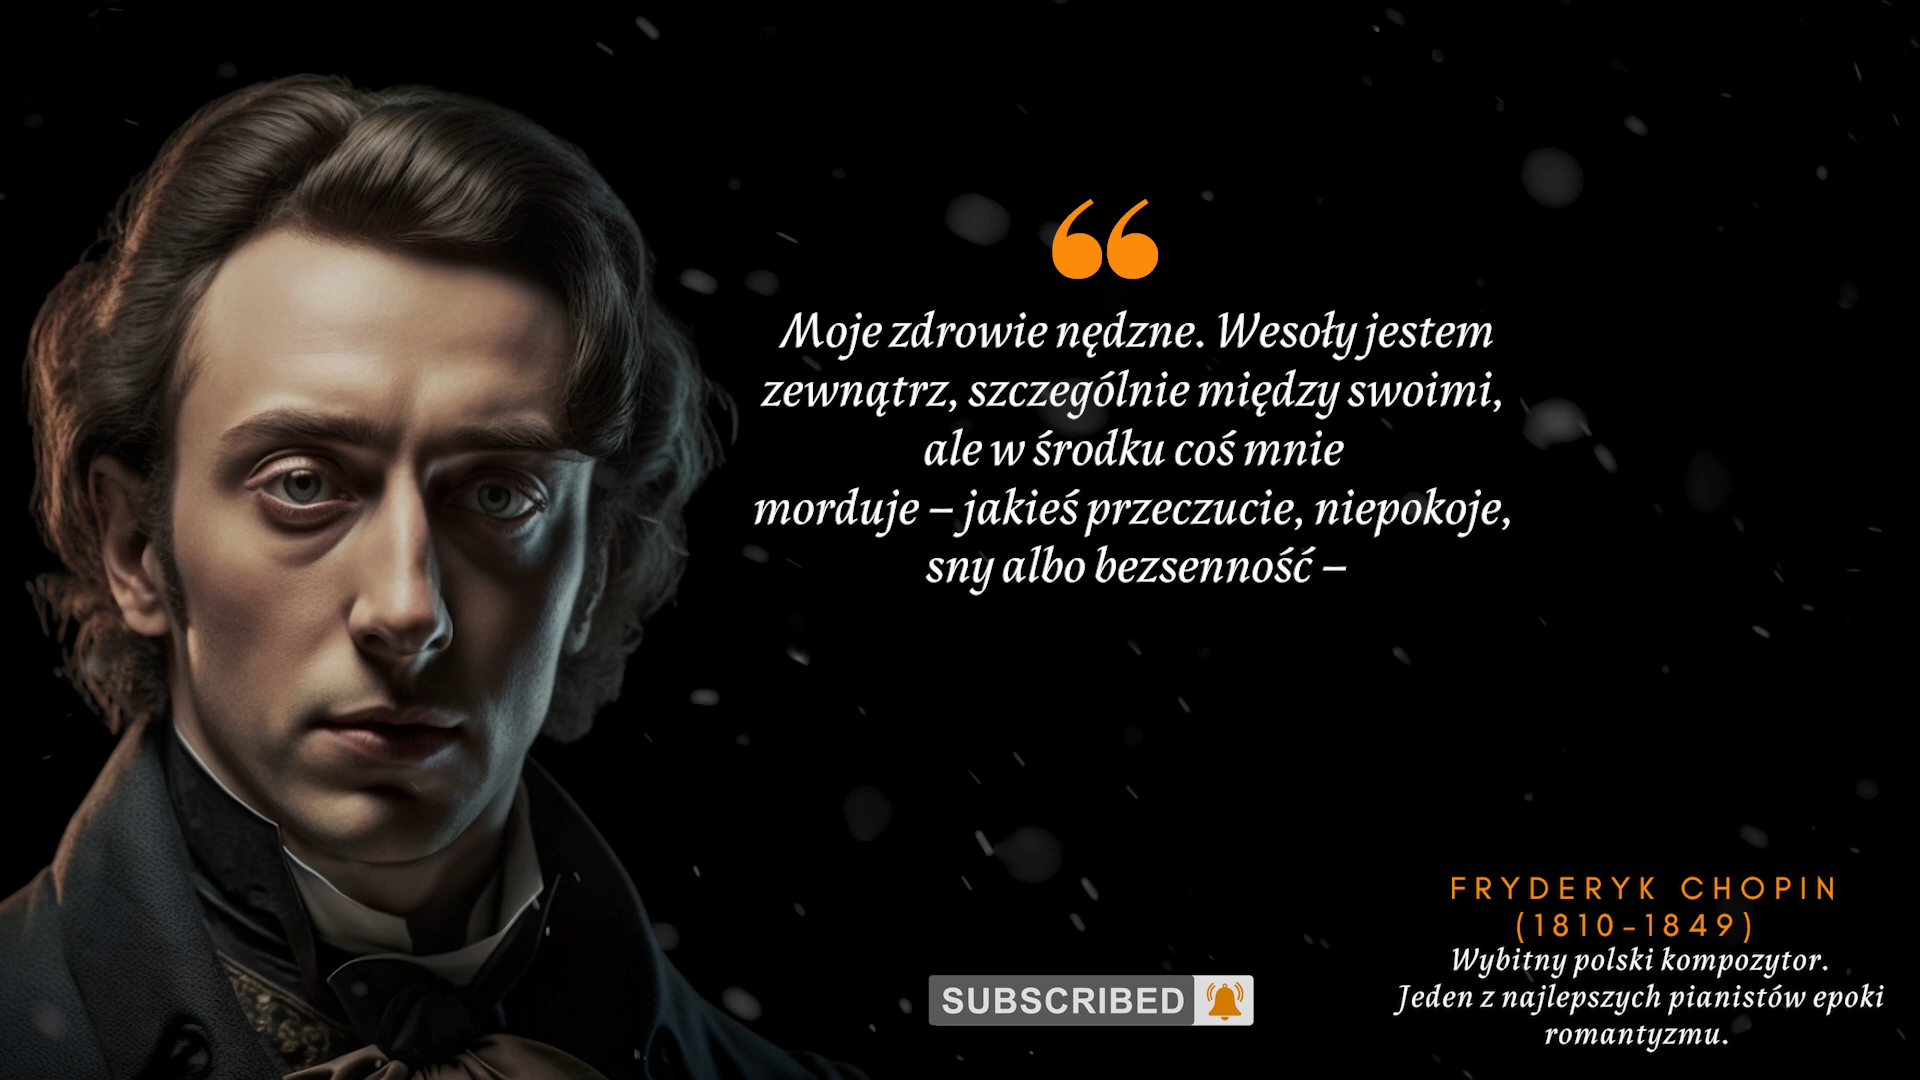 “
Moje zdrowie nędzne. Wesoły jestem
zewnątrz, szczególnie między swoimi,
ale w środku coś mnie
morduje – jakieś przeczucie, niepokoje,
sny albo bezsenność –
SUBSCRIBED
FRYDERYK CHOPIN
(1810-1849)
Wybitny polski kompozytor.
Jeden z najlepszych pianistów epoki
romantyzmu.